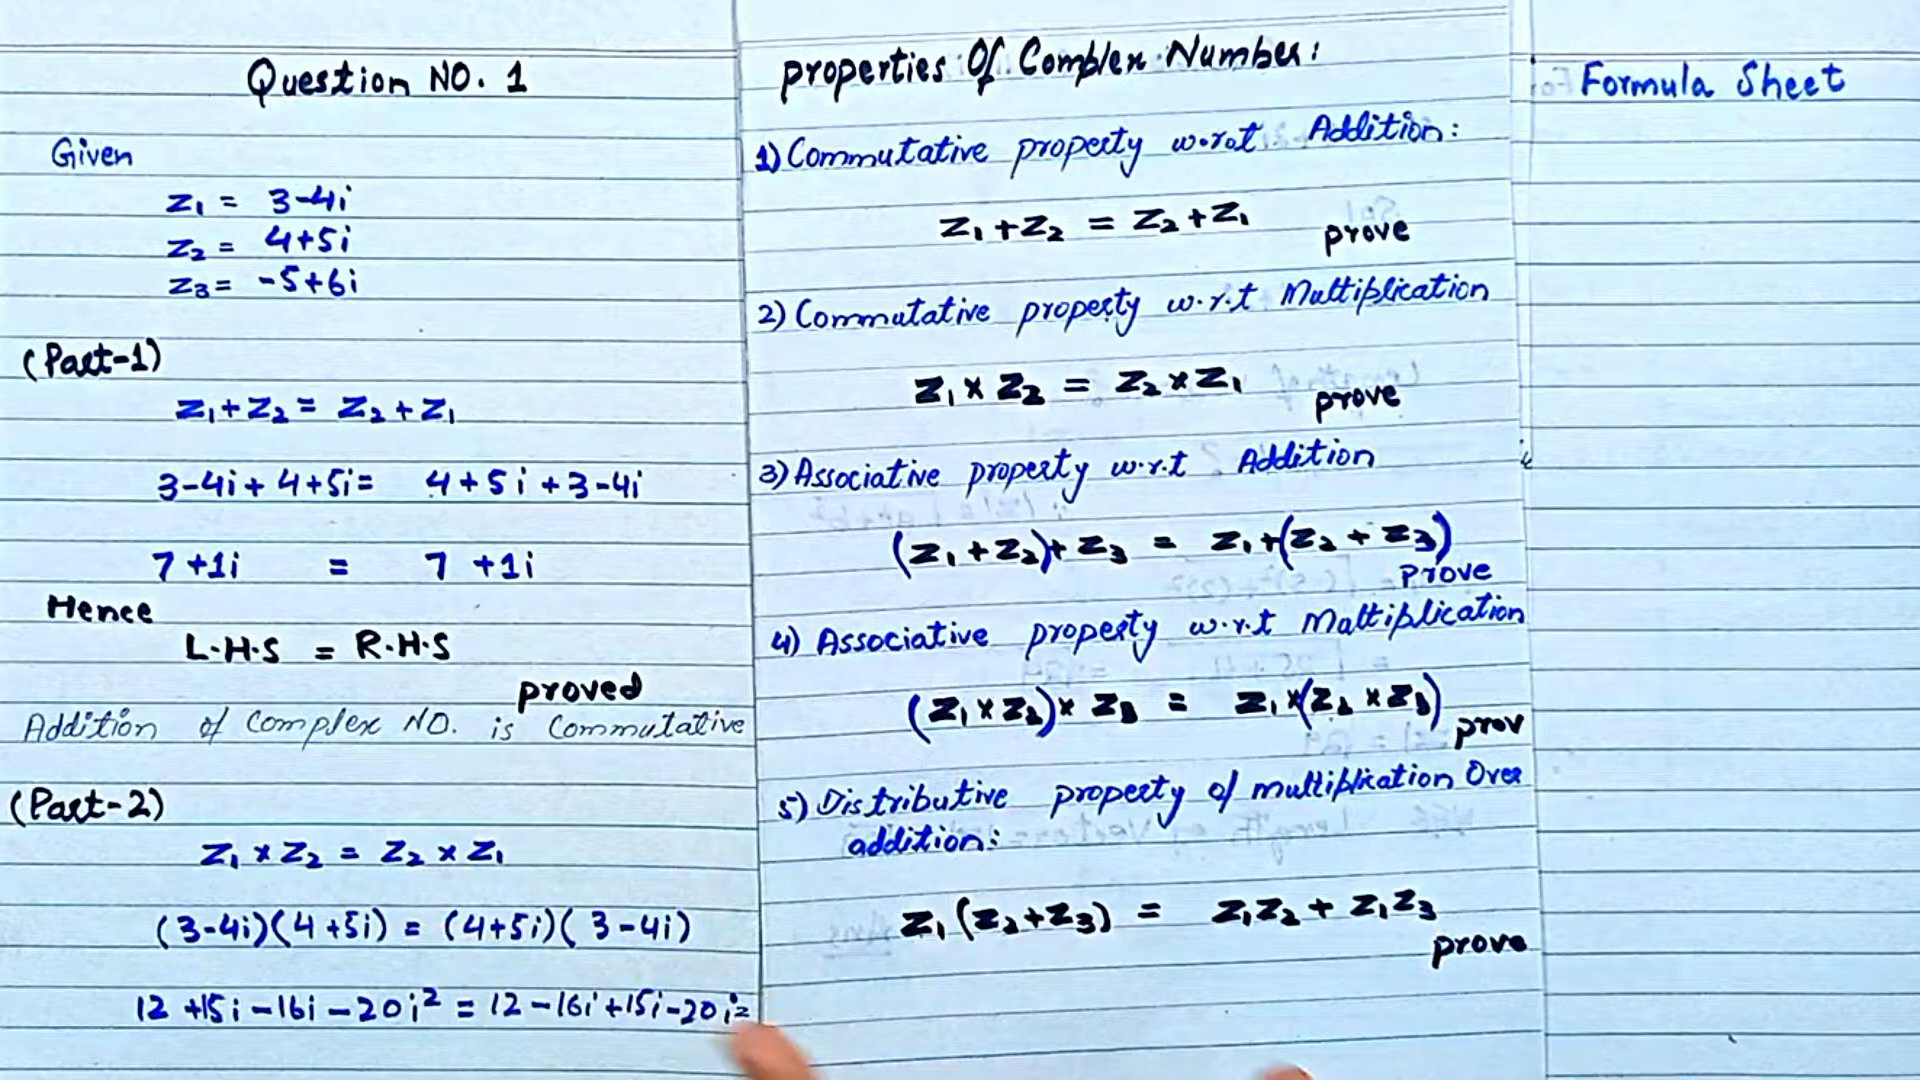 Question NO. 1
Given
z₁ = 3-4i
z₂ = 4+5i
z₃ = -5+6i
(Part-1)
z₁+z₂ = z₂+z₁
3-4i+4+5i = 4+5i+3-4i
7+1i = 7+1i
Hence
L.H.S = R.H.S
proved
Addition of Complex NO. is Commutative
(Part-2)
z₁ x z₂ = z₂ x z₁
(3-4i)(4+5i) = (4+5i)(3-4i)
12+15i-16i-20i² = 12-16i+15i-20i²
properties Of Complex Number:
1) Commutative property w.r.t Addition:
z₁+z₂ = z₂+z₁ prove
2) Commutative property w.r.t Multiplication
z₁ x z₂ = z₂ x z₁ prove
3) Associative property w.r.t Addition
(z₁+z₂)+z₃ = z₁+(z₂+z₃)
Prove
4) Associative property w.r.t Maltiplication
(z₁ x z₂) x z₃ = z₁ x (z₂ x z₃) prov
5) Distributive property of multiplication Over
addition:
z₁(z₂+z₃) = z₁z₂+z₁z₃
prove
Formula Sheet